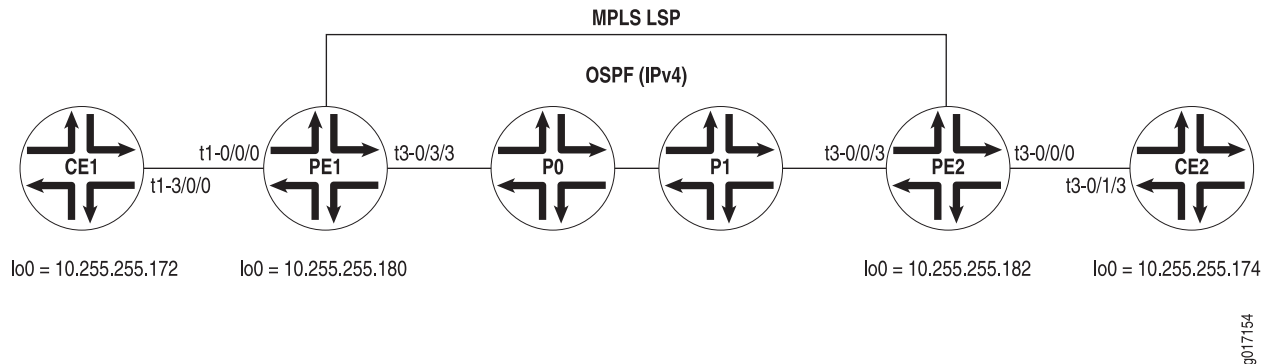 MPLS LSP
OSPF (IPv4)
CE1
t1-3/0/0
t1-0/0/0
PE1
t3-0/3/3
P0
P1
t3-0/0/3
PE2
t3-0/0/0
t3-0/1/3
CE2
lo0 = 10.255.255.172
lo0 = 10.255.255.180
lo0 = 10.255.255.182
lo0 = 10.255.255.174
g017154